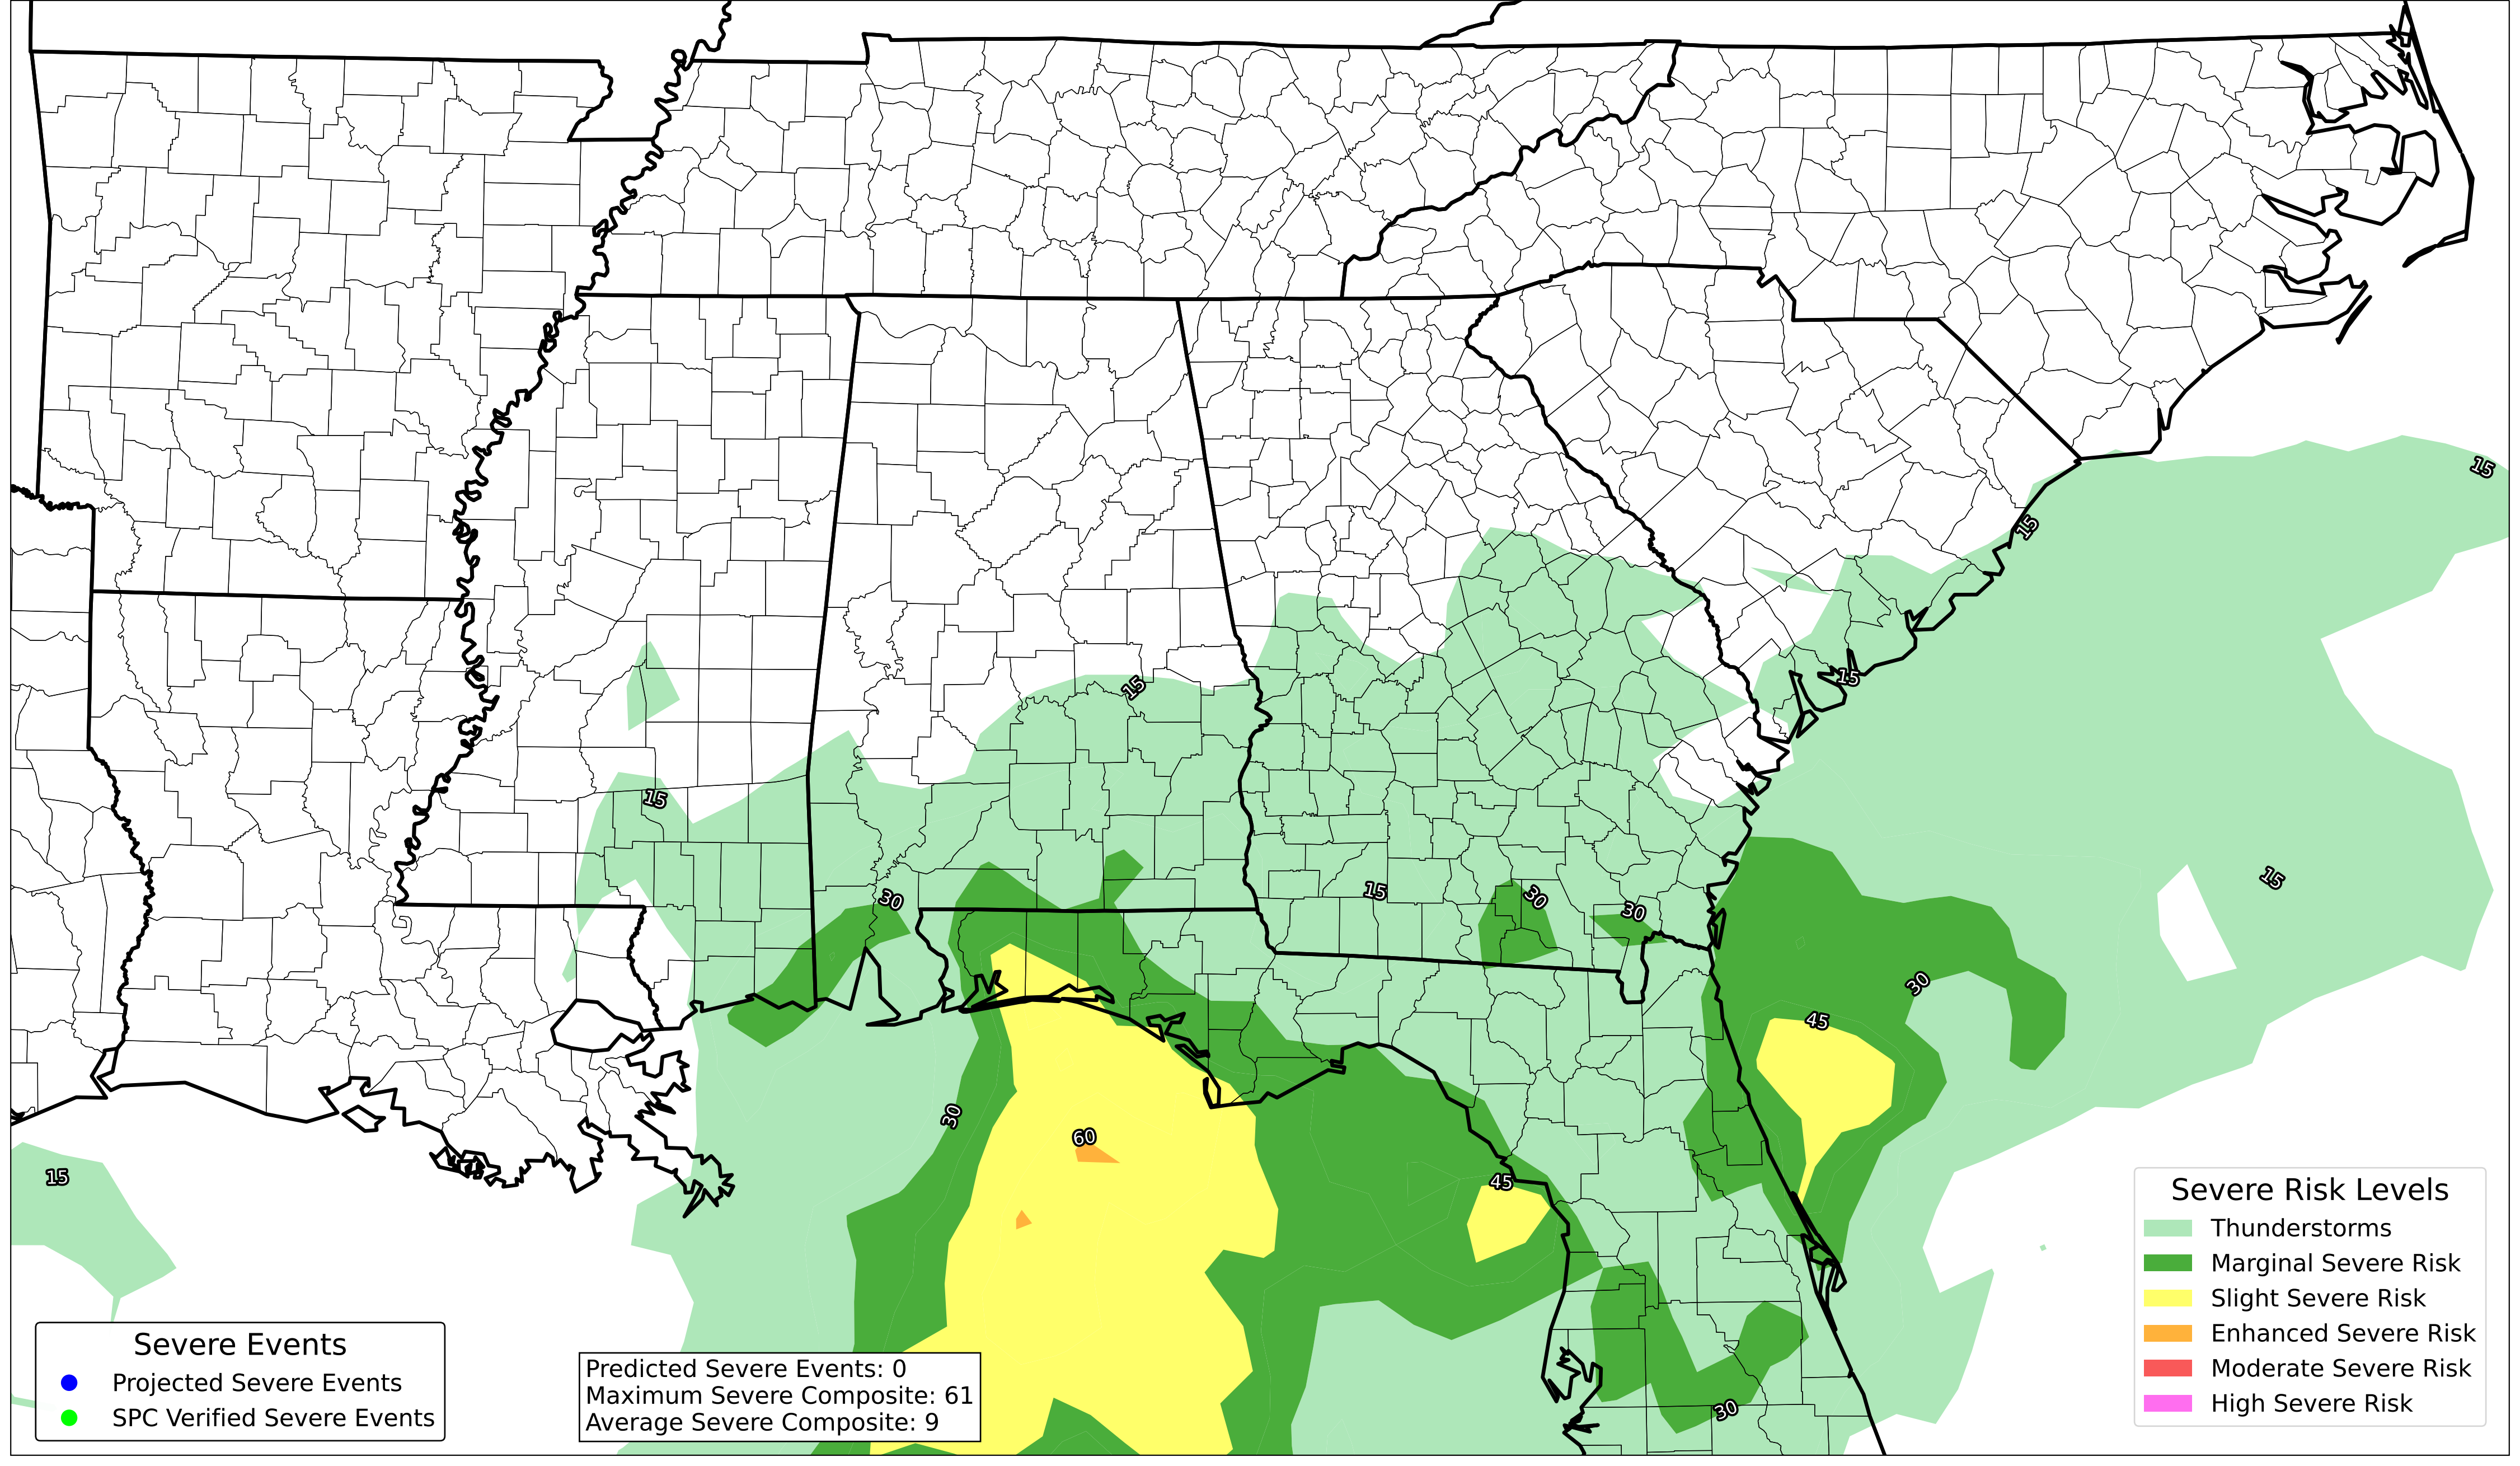 15
15
15
15
15
30
15
30
30
15
30
45
30
60
15
45
30
Severe Risk Levels
Thunderstorms
Marginal Severe Risk
Slight Severe Risk
Enhanced Severe Risk
Moderate Severe Risk
High Severe Risk
Severe Events
Projected Severe Events
SPC Verified Severe Events
Predicted Severe Events: 0
Maximum Severe Composite: 61
Average Severe Composite: 9